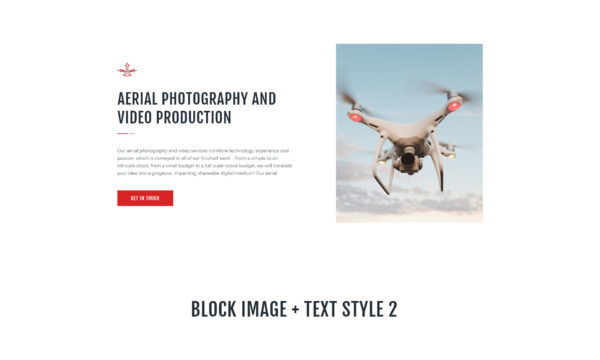 AERIAL PHOTOGRAPHY AND
VIDEO PRODUCTION
Our aerial photography and video services combine technology, experience and
passion, which is conveyed in all of our finished work. - From a simple to an
intricate shoot, from a small budget to a full scale movie budget, we will translate
your idea into a gorgeous, impacting, shareable digital medium! Our aerial
GET IN TOUCH
BLOCK IMAGE + TEXT STYLE 2